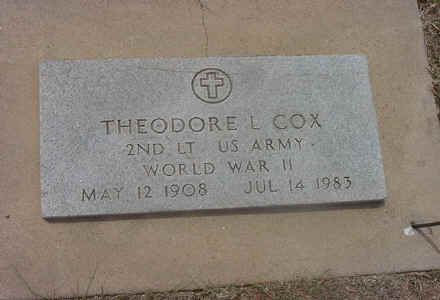 THEODORE L COX
2ND LT US ARMY
WORLD WAR II
MAY 12 1908 JUL 14 1983